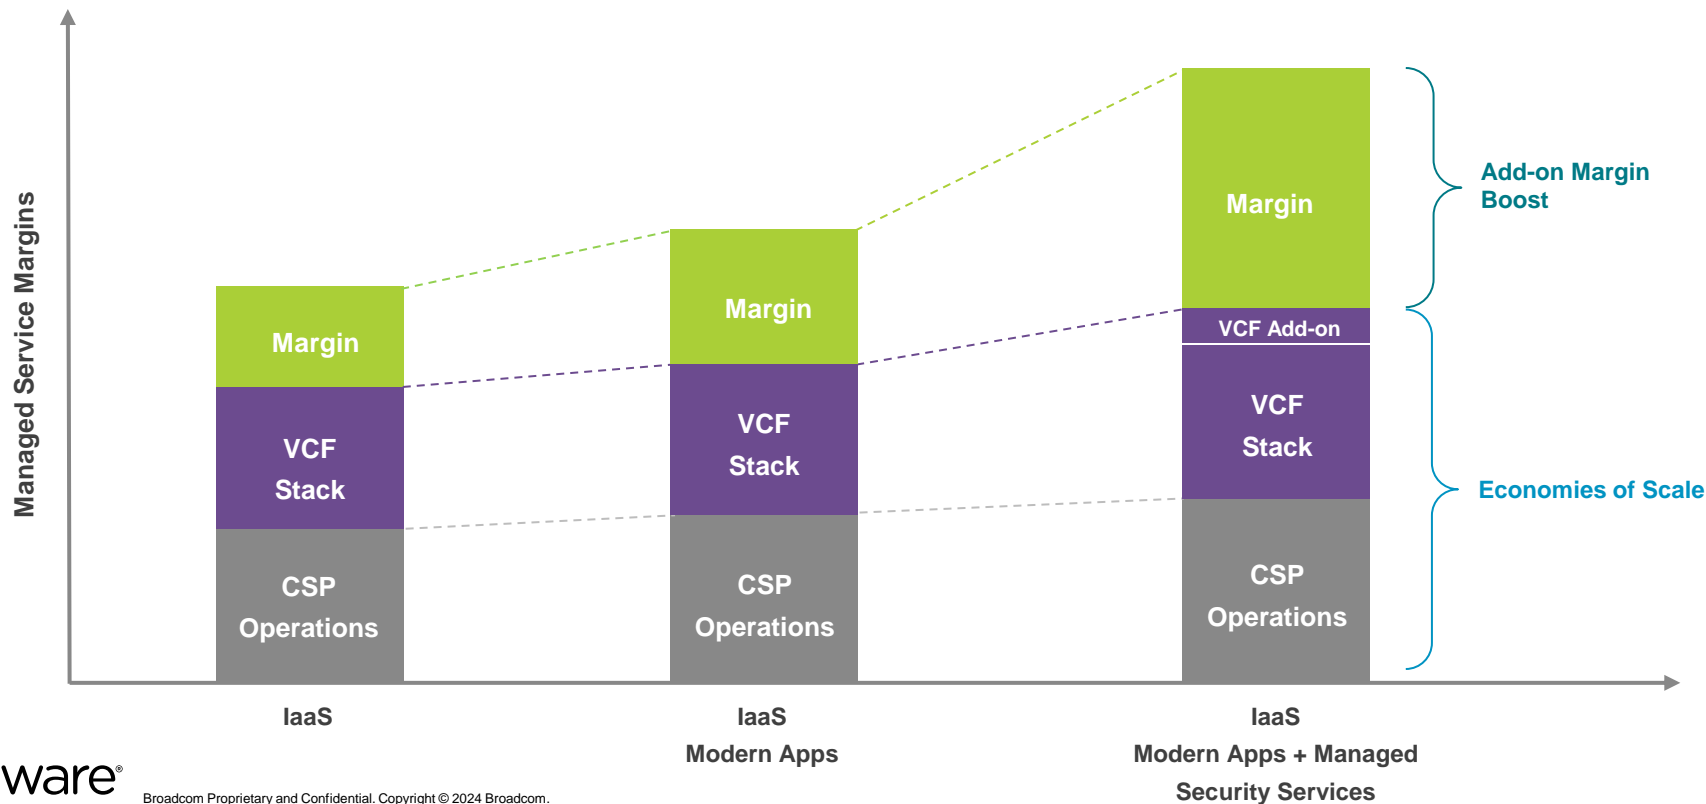 Managed Service Margins
Margin
VCF
Stack
CSP
Operations
Margin
VCF
Stack
CSP
Operations
Margin
VCF Add-on
VCF
Stack
CSP
Operations
Add-on Margin
Boost
Economies of Scale
IaaS
IaaS
Modern Apps
IaaS
Modern Apps + Managed
Security Services
ware®
Broadcom Proprietary and Confidential. Copyright © 2024 Broadcom.